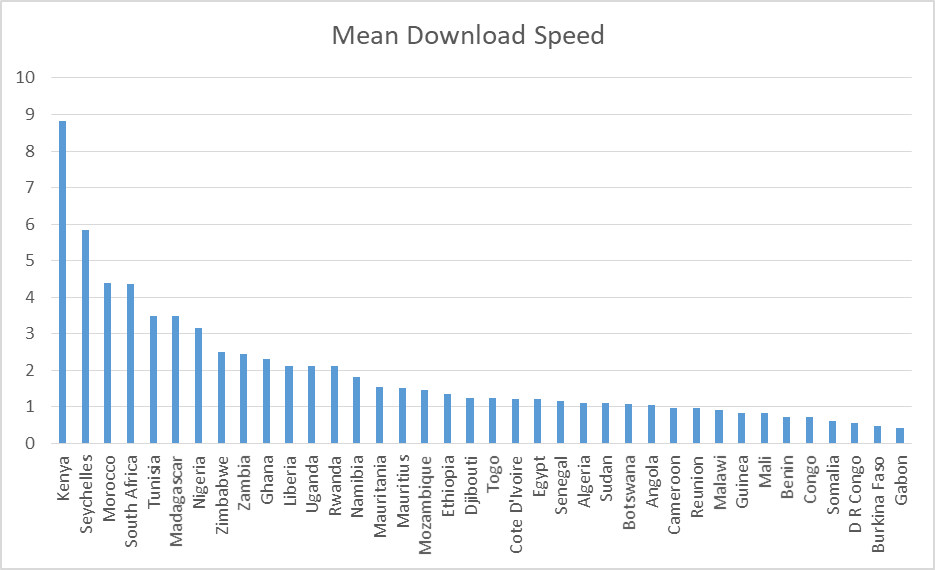 Mean Download Speed
10
9
8
7
6
5
4
3
2
1
0
Kenya
Seychelles
Morocco
South Africa
Tunisia
Madagascar
Nigeria
Zimbabwe
Zambia
Ghana
Liberia
Uganda
Rwanda
Namibia
Mauritania
Mauritius
Mozambique
Ethiopia
Djibouti
Togo
Cote D'Ivoire
Egypt
Senegal
Algeria
Sudan
Botswana
Angola
Cameroon
Reunion
Malawi
Guinea
Mali
Benin
Congo
Somalia
D R Congo
Burkina Faso
Gabon